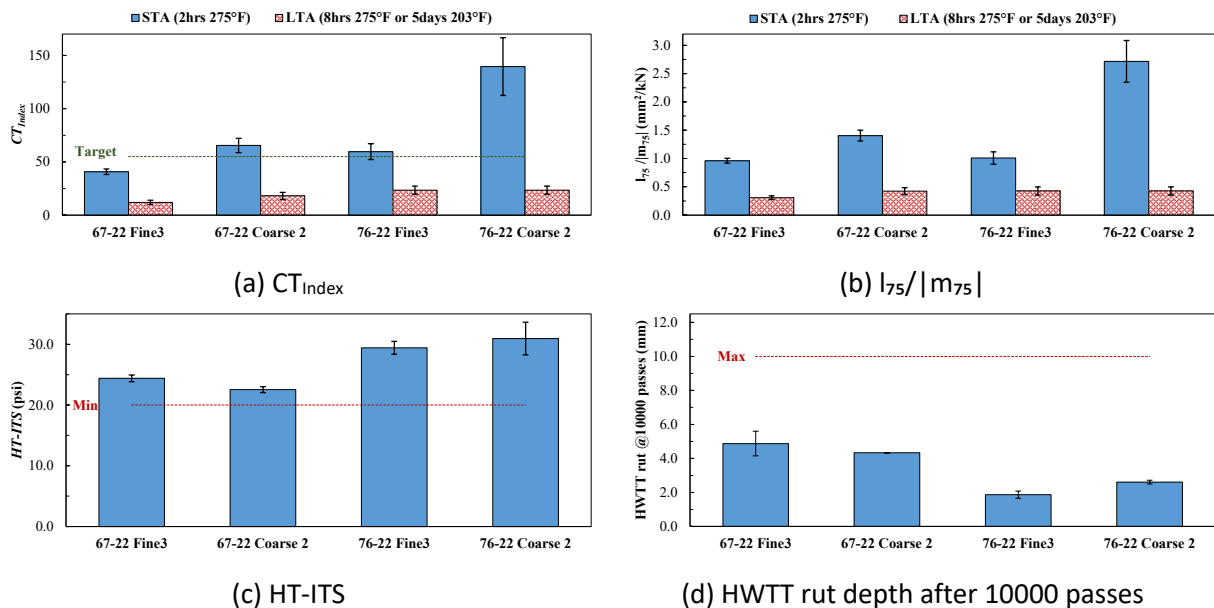 STA (2hrs 275°F) LTA (8hrs 275°F or 5days 203°F)
150
100
50
0
CT_Index
Target
67-22 Fine3 67-22 Coarse 2 76-22 Fine3 76-22 Coarse 2
(a) CT_Index
STA (2hrs 275°F) LTA (8hrs 275°F or 5days 203°F)
3.0
2.5
2.0
1.5
1.0
0.5
0.0
l₇₅/|m₇₅| (mm²/kN)
67-22 Fine3 67-22 Coarse 2 76-22 Fine3 76-22 Coarse 2
(b) l₇₅/|m₇₅|
30.0
20.0
10.0
0.0
HT-ITS (psi)
Min
67-22 Fine3 67-22 Coarse 2 76-22 Fine3 76-22 Coarse 2
(c) HT-ITS
12.0
10.0
8.0
6.0
4.0
2.0
0.0
HWTT rut @10000 passes (mm)
Max
67-22 Fine3 67-22 Coarse 2 76-22 Fine3 76-22 Coarse 2
(d) HWTT rut depth after 10000 passes